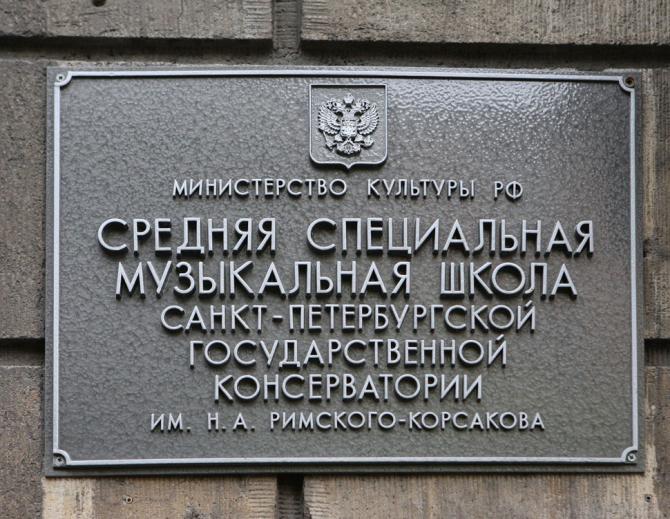 МИНИСТЕРСТВО КУЛЬТУРЫ РФ
СРЕДНЯЯ СПЕЦИАЛЬНАЯ
МУЗЫКАЛЬНАЯ ШКОЛА
САНКТ-ПЕТЕРБУРГСКОЙ
ГОСУДАРСТВЕННОЙ
КОНСЕРВАТОРИИ
ИМ. Н.А. РИМСКОГО-КОРСАКОВА